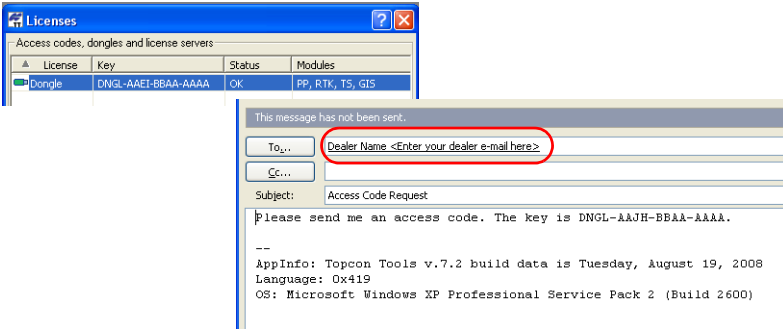 Licenses
Access codes, dongles and license servers
License Key Status Modules
Dongle DNGL-AAEI-BBAA-AAAA OK PP, RTK, TS, GIS
This message has not been sent.
To... Dealer Name <Enter your dealer e-mail here>
Cc...
Subject: Access Code Request
Please send me an access code. The key is DNGL-AAJH-BBAA-AAAA.
--
AppInfo: Topcon Tools v.7.2 build data is Tuesday, August 19, 2008
Language: 0x419
OS: Microsoft Windows XP Professional Service Pack 2 (Build 2600)